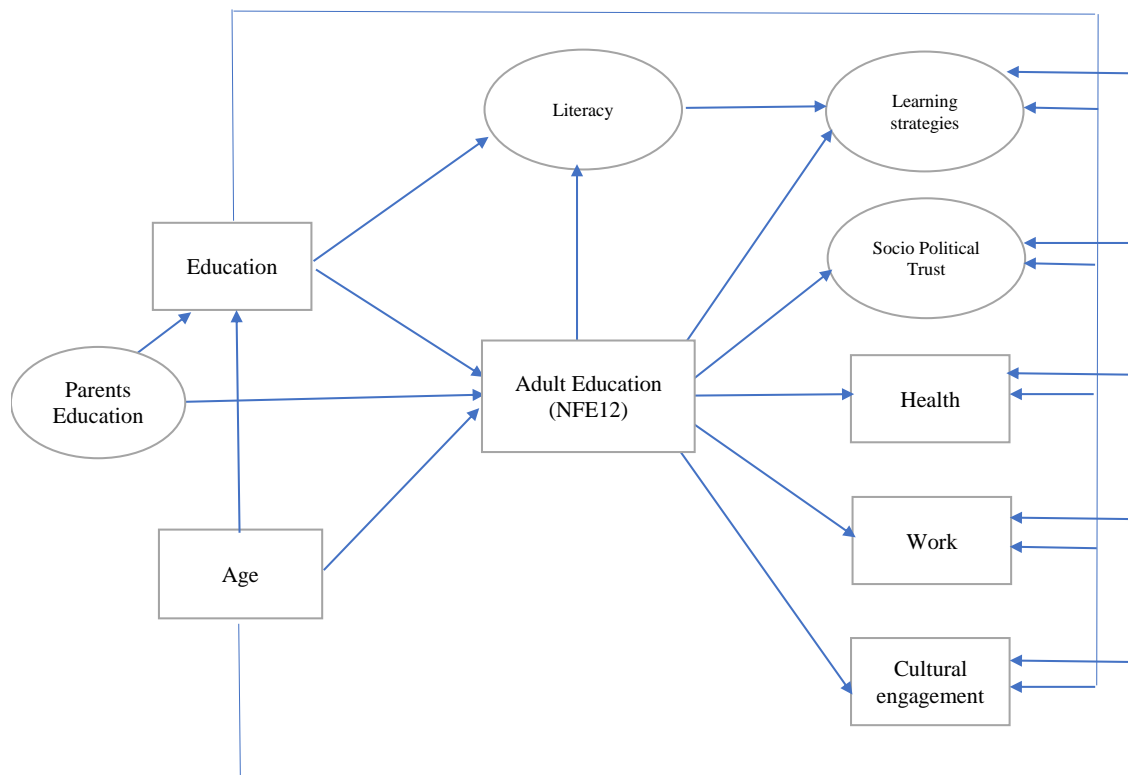 Literacy
Learning
strategies
Education
Socio Political
Trust
Parents
Education
Adult Education
(NFE12)
Health
Age
Work
Cultural
engagement